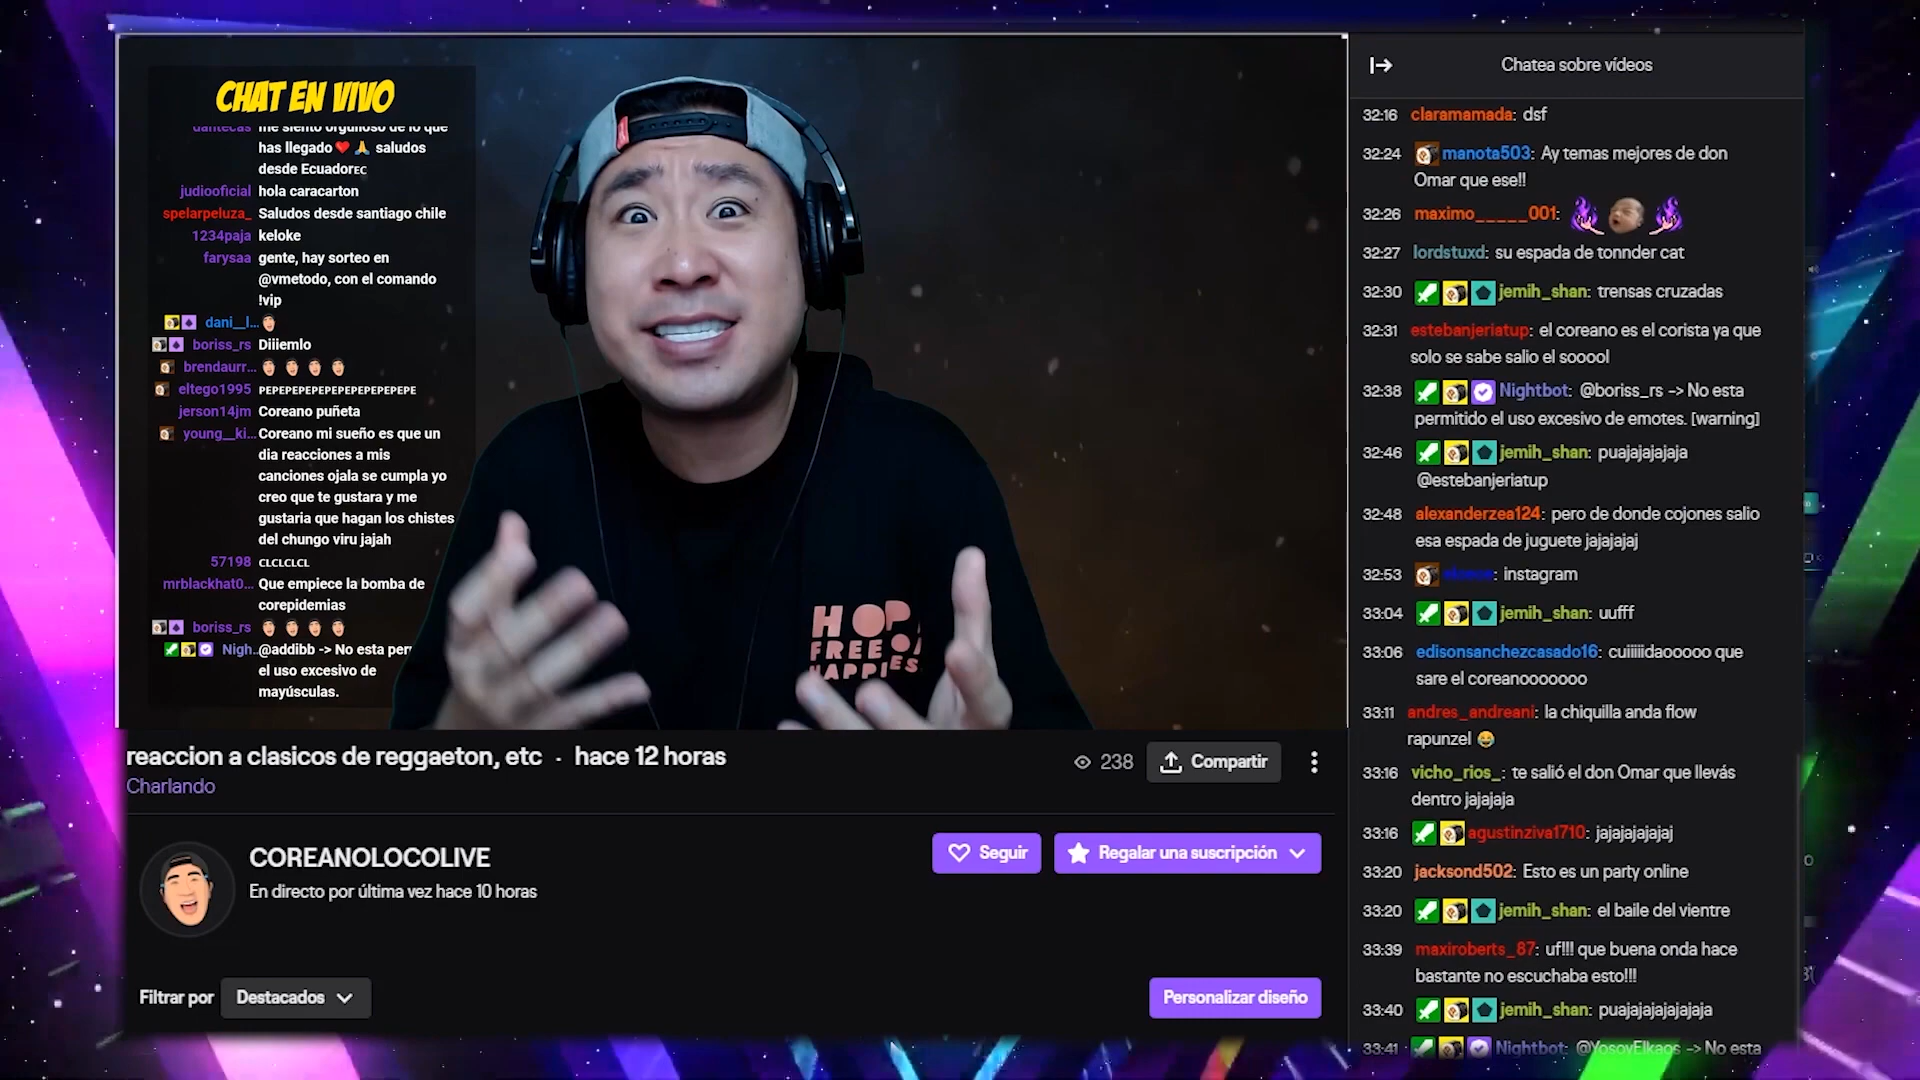 CHAT EN VIVO
dantecas me siento orgulloso de lo que
has llegado ❤️ 🙏 saludos
desde Ecuador EC
judioficial hola caracarton
spelarpeluza_ Saludos desde santiago chile
1234paja keloke
farysaa gente, hay sorteo en
@vmetodo, con el comando
!vip
dani__l...
boriss_rs Diiiemlo
brendaurr...
eltego1995 PEPEPEPEPEPEPEPEPEPEPEPE
jerson14jm Coreano puñeta
young__ki... Coreano mi sueño es que un
dia reacciones a mis
canciones ojala se cumpla yo
creo que te gustara y me
gustaria que hagan los chistes
del chungo viru jajah
57198 CLCLCLCL
mrblackhat0... Que empiece la bomba de
corepidemias
boriss_rs
Nigh... @addibb -> No esta per
el uso excesivo de
mayúsculas.
HOP
FREE
HAPPIES
reaccion a clasicos de reggaeton, etc · hace 12 horas
Charlando
238
Compartir
COREANOLOCOLIVE
En directo por última vez hace 10 horas
Seguir
Regalar una suscripción
Filtrar por
Destacados
Personalizar diseño
Chatea sobre vídeos
32:16 claramamada: dsf
32:24 manota503: Ay temas mejores de don
Omar que ese!!
32:26 maximo_____001:
32:27 lordstuxd: su espada de tonnder cat
32:30 jemih_shan: trensas cruzadas
32:31 estebanjeriatup: el coreano es el corista ya que
solo se sabe salio el sooool
32:38 Nightbot: @boriss_rs -> No esta
permitido el uso excesivo de emotes. [warning]
32:46 jemih_shan: puajajajajaja
@estebanjeriatup
32:48 alexanderzea124: pero de donde cojones salio
esa espada de juguete jajajajaj
32:53 : instagram
33:04 jemih_shan: uufff
33:06 edisonsanchezcasado16: cuiiiiidaooooo que
sare el coreanooooooo
33:11 andres_andreani: la chiquilla anda flow
rapunzel 😂
33:16 vicho_rios_: te salió el don Omar que llevás
dentro jajajaja
33:16 agustinziva1710: jajajajajajaj
33:20 jacksond502: Esto es un party online
33:20 jemih_shan: el baile del vientre
33:39 maxiroberts_87: uf!!! que buena onda hace
bastante no escuchaba esto!!!
33:40 jemih_shan: puajajajajajajaja
33:41 Nightbot: @YosoyElkaos -> No esta